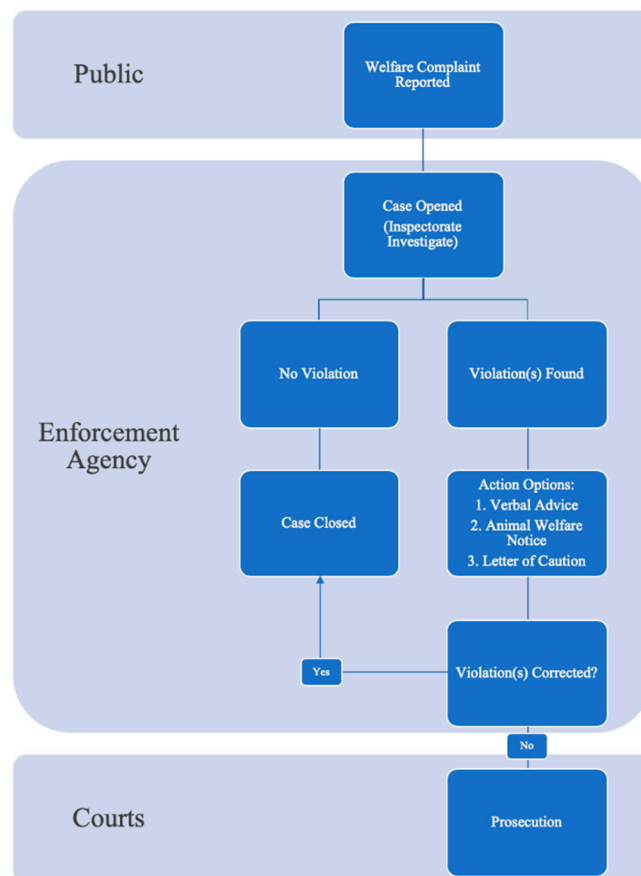 Public
Welfare Complaint
Reported
Case Opened
(Inspectorate
Investigate)
No Violation
Violation(s) Found
Enforcement
Agency
Case Closed
Action Options:
1. Verbal Advice
2. Animal Welfare
Notice
3. Letter of Caution
Yes
Violation(s) Corrected?
No
Courts
Prosecution